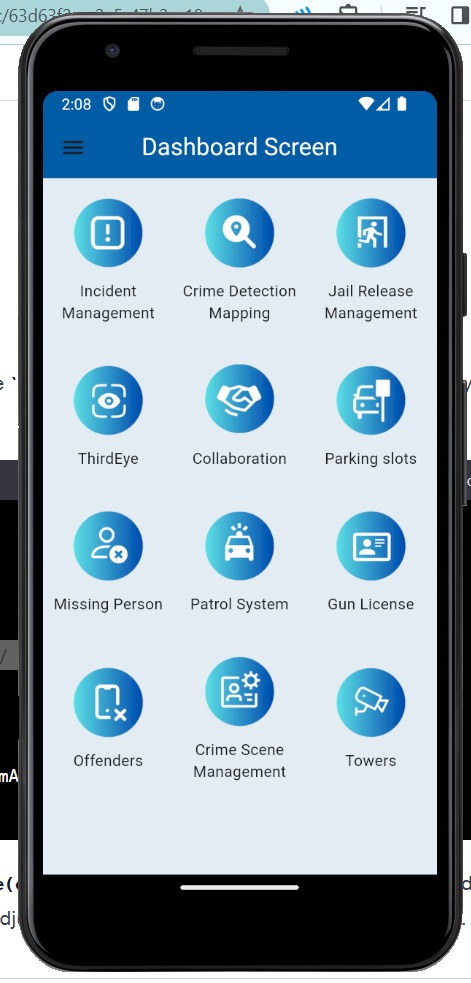 2:08
Dashboard Screen
Incident
Management
Crime Detection
Mapping
Jail Release
Management
ThirdEye
Collaboration
Parking slots
Missing Person
Patrol System
Gun License
Offenders
Crime Scene
Management
Towers